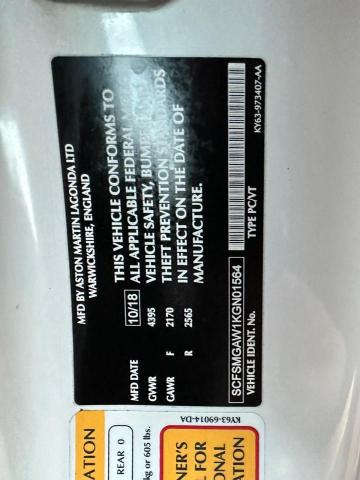 MFD BY ASTON MARTIN LAGONDA LTD
WARWICKSHIRE, ENGLAND
THIS VEHICLE CONFORMS TO
ALL APPLICABLE FEDERAL
VEHICLE SAFETY, BUMPER
THEFT PREVENTION STANDARDS
IN EFFECT ON THE DATE OF
MANUFACTURE.
MFD DATE 10/18
GVWR 4395
GAWR F 2170
R 2565
SCFSMGAW1KGN01564
VEHICLE IDENT. No. TYPE PC/VT
KY63-973407-AA
KY63-69014-DA
ATION
REAR 0
kg or 605 lbs.
NER'S
FOR
ONAL
ATION